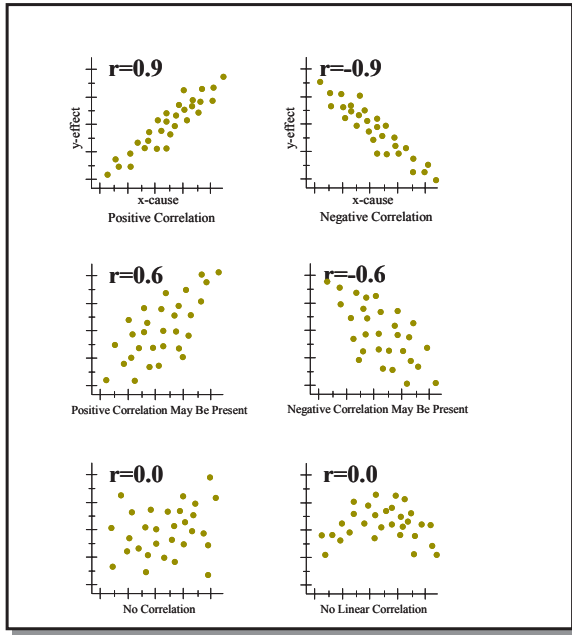 r=0.9
y-effect
x-cause
Positive Correlation
r=-0.9
y-effect
x-cause
Negative Correlation
r=0.6
Positive Correlation May Be Present
r=-0.6
Negative Correlation May Be Present
r=0.0
No Correlation
r=0.0
No Linear Correlation